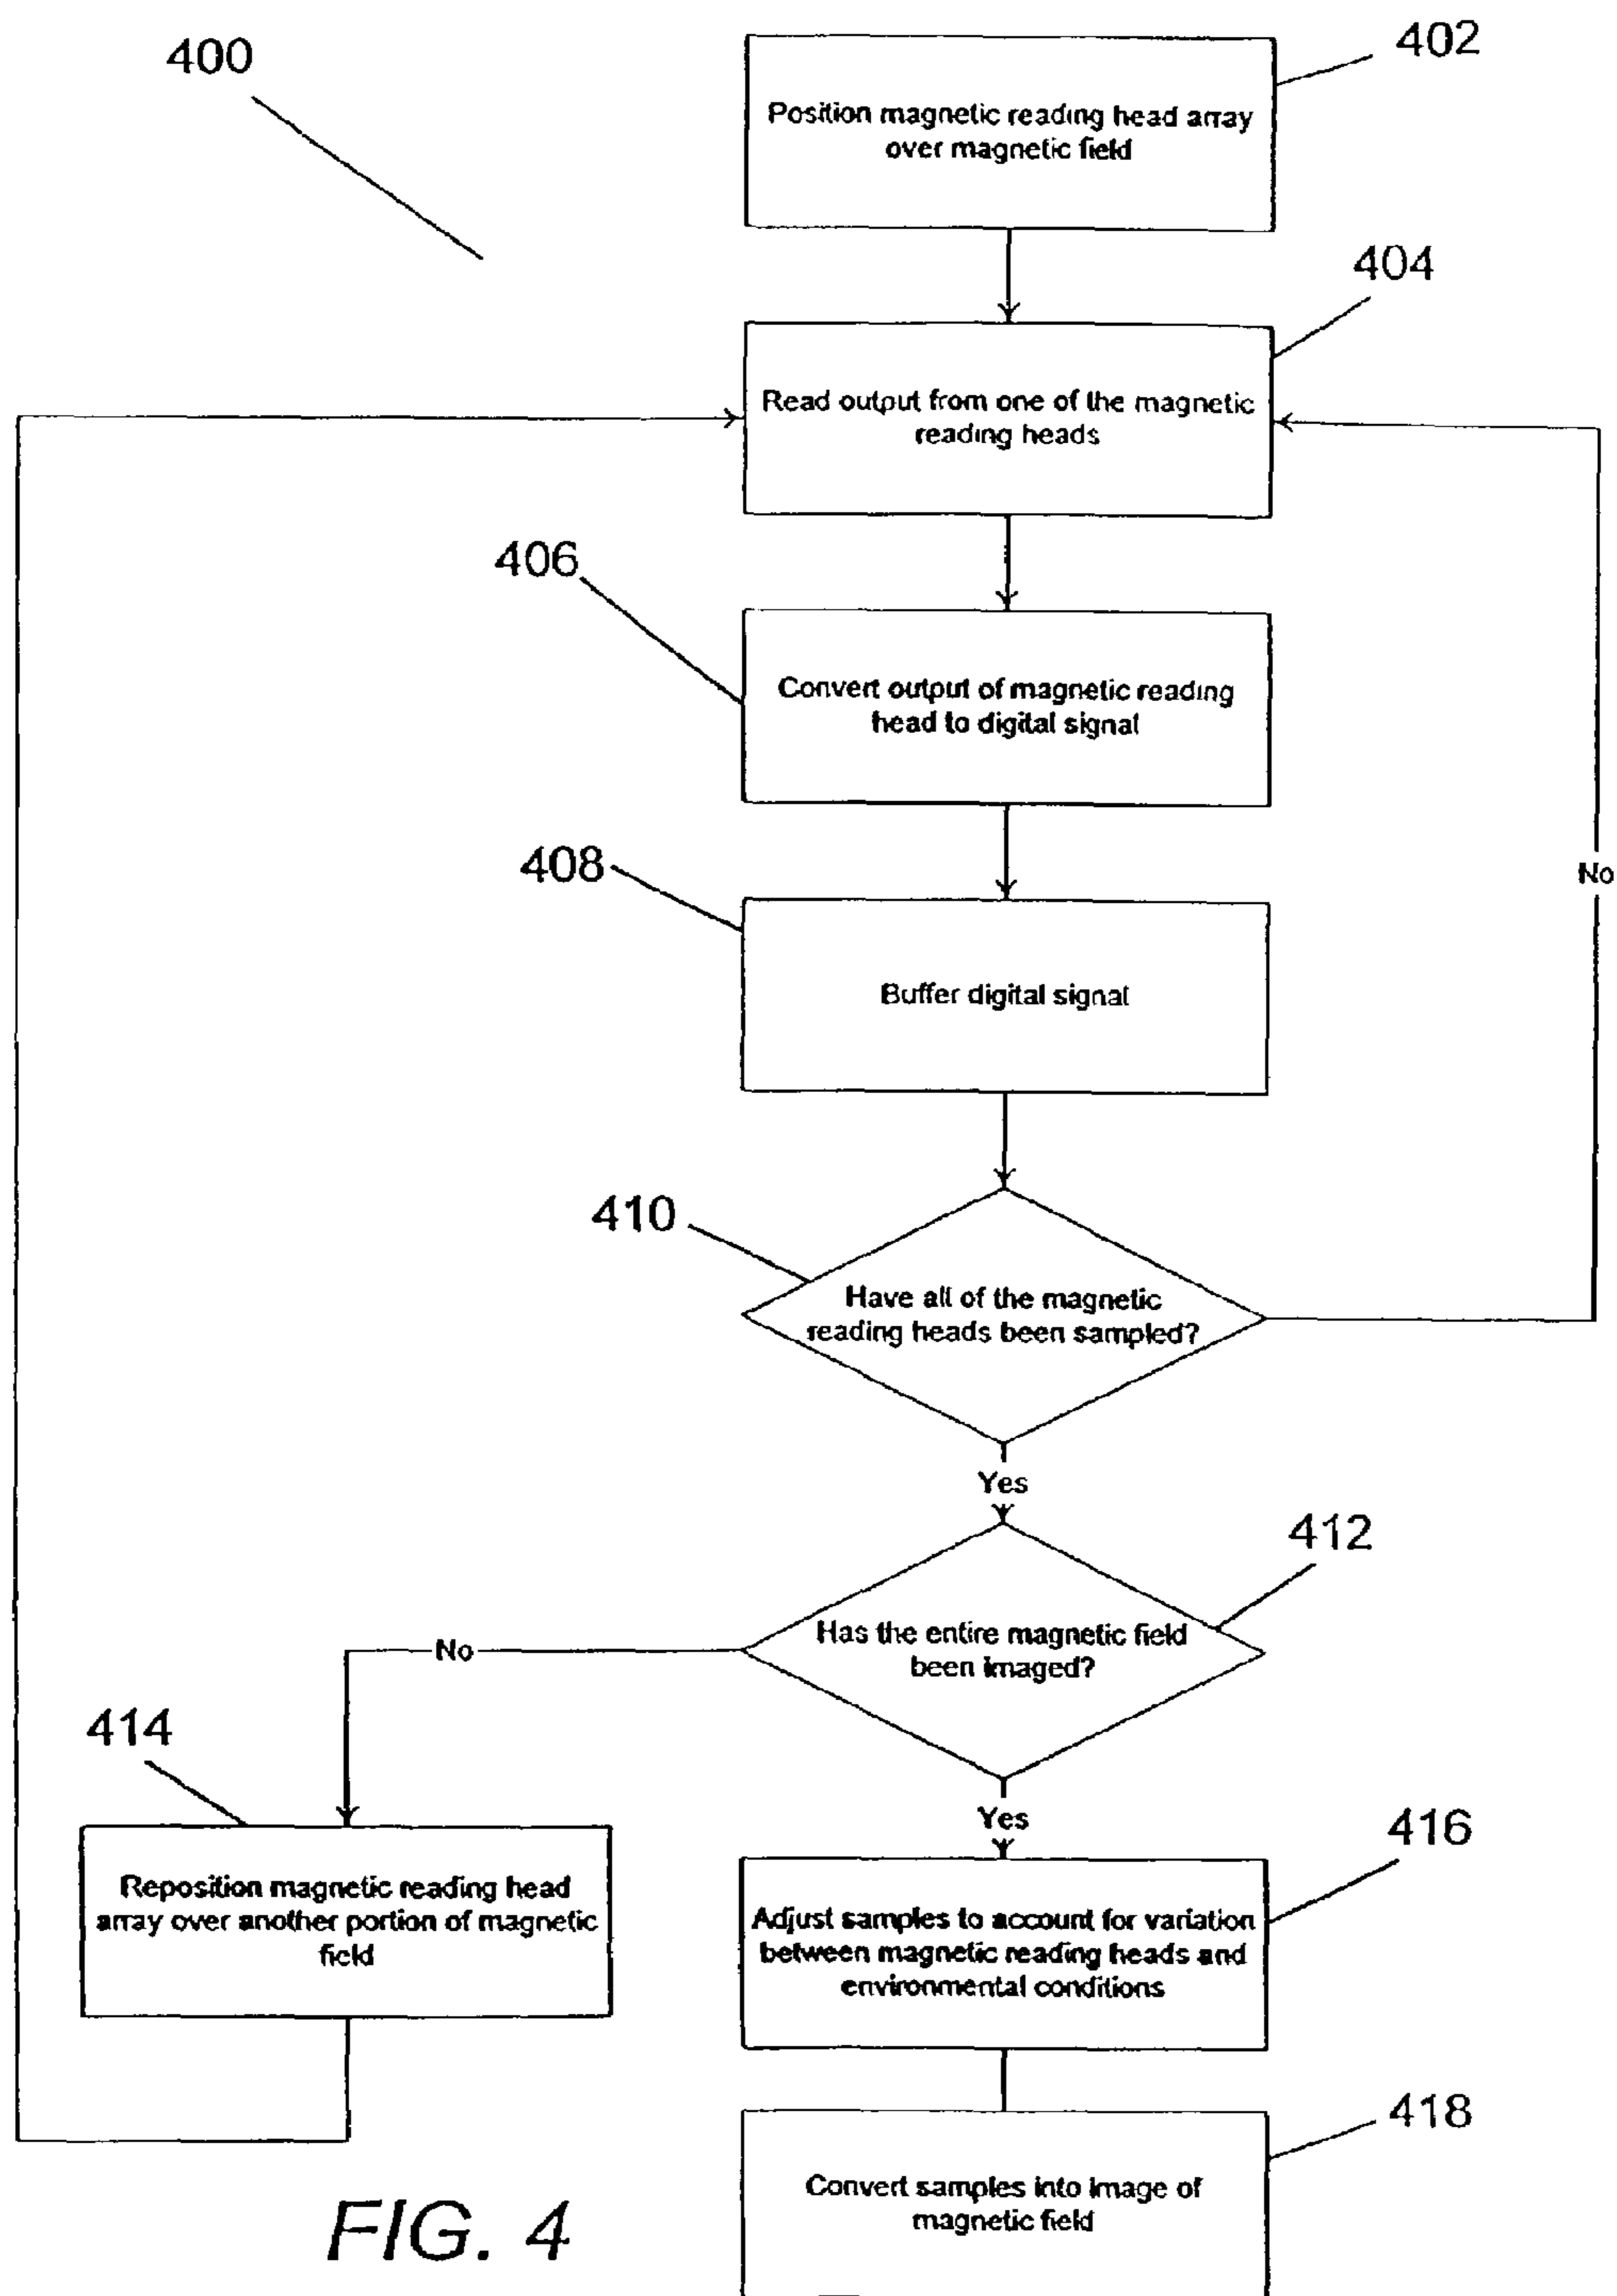 400
402
Position magnetic reading head array
over magnetic field
404
Read output from one of the magnetic
reading heads
406
Convert output of magnetic reading
head to digital signal
408
Buffer digital signal
No
410
Have all of the magnetic
reading heads been sampled?
Yes
412
Has the entire magnetic field
been imaged?
No
414
Reposition magnetic reading head
array over another portion of magnetic
field
Yes
416
Adjust samples to account for variation
between magnetic reading heads and
environmental conditions
418
Convert samples into image of
magnetic field
FIG. 4